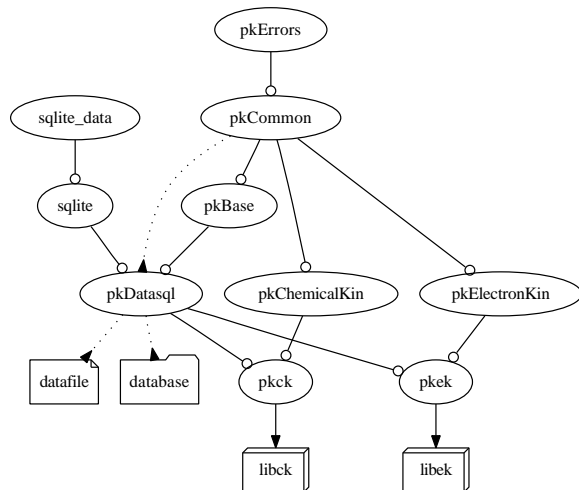 pkErrors
sqlite_data
pkCommon
sqlite
pkBase
pkDatasql
pkChemicalKin
pkElectronKin
datafile
database
pkck
pkek
libck
libek